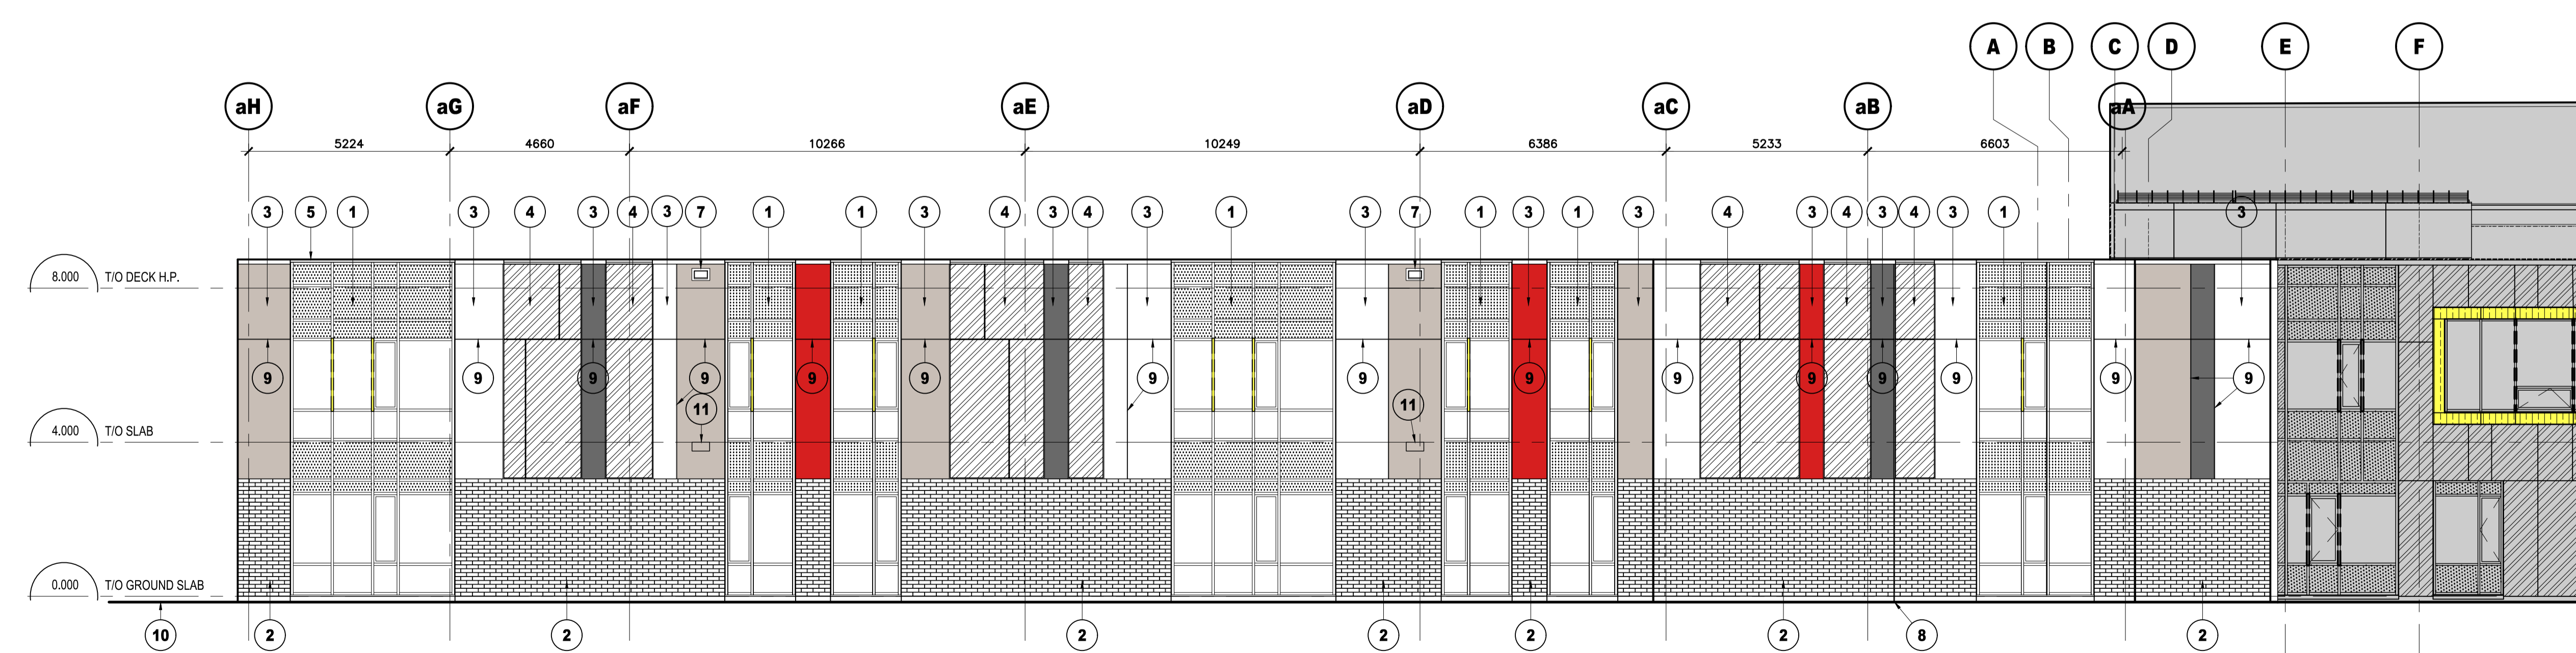 A B C D E F
aH aG aF aE aD aC aB aA
5224 4660 10266 10249 6386 5233 6603
3 5 1 3 4 3 4 3 7 1 1 3 4 3 4 3 1 3 7 1 3 1 3 4 3 4 3 4 3 1 3
8.000 T/O DECK H.P.
9 9 9 9 9 9 9 9 9 9 9 9 9 9 9
11 11
4.000 T/O SLAB
0.000 T/O GROUND SLAB
10 2 2 2 2 2 2 8 2